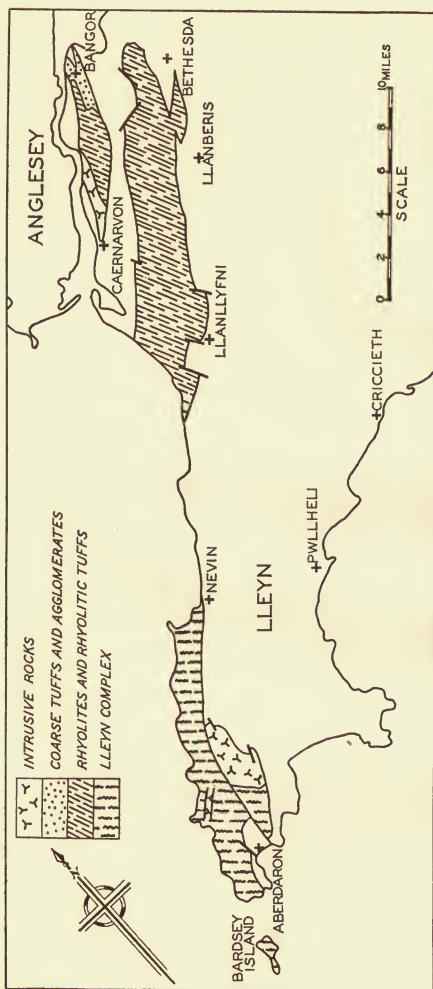 INTRUSIVE ROCKS
COARSE TUFFS AND AGGLOMERATES
RHYOLITES AND RHYOLITIC TUFFS
LLEYN COMPLEX
ANGLESEY
BANGOR
BETHESDA
CAERNARVON
LLANBERIS
LLANLLYFNI
NEVIN
LLEYN
PWLLHELI
CRICCIETH
BARDSEY
ISLAND
ABERDARON
0 2 4 6 8 10 MILES
SCALE